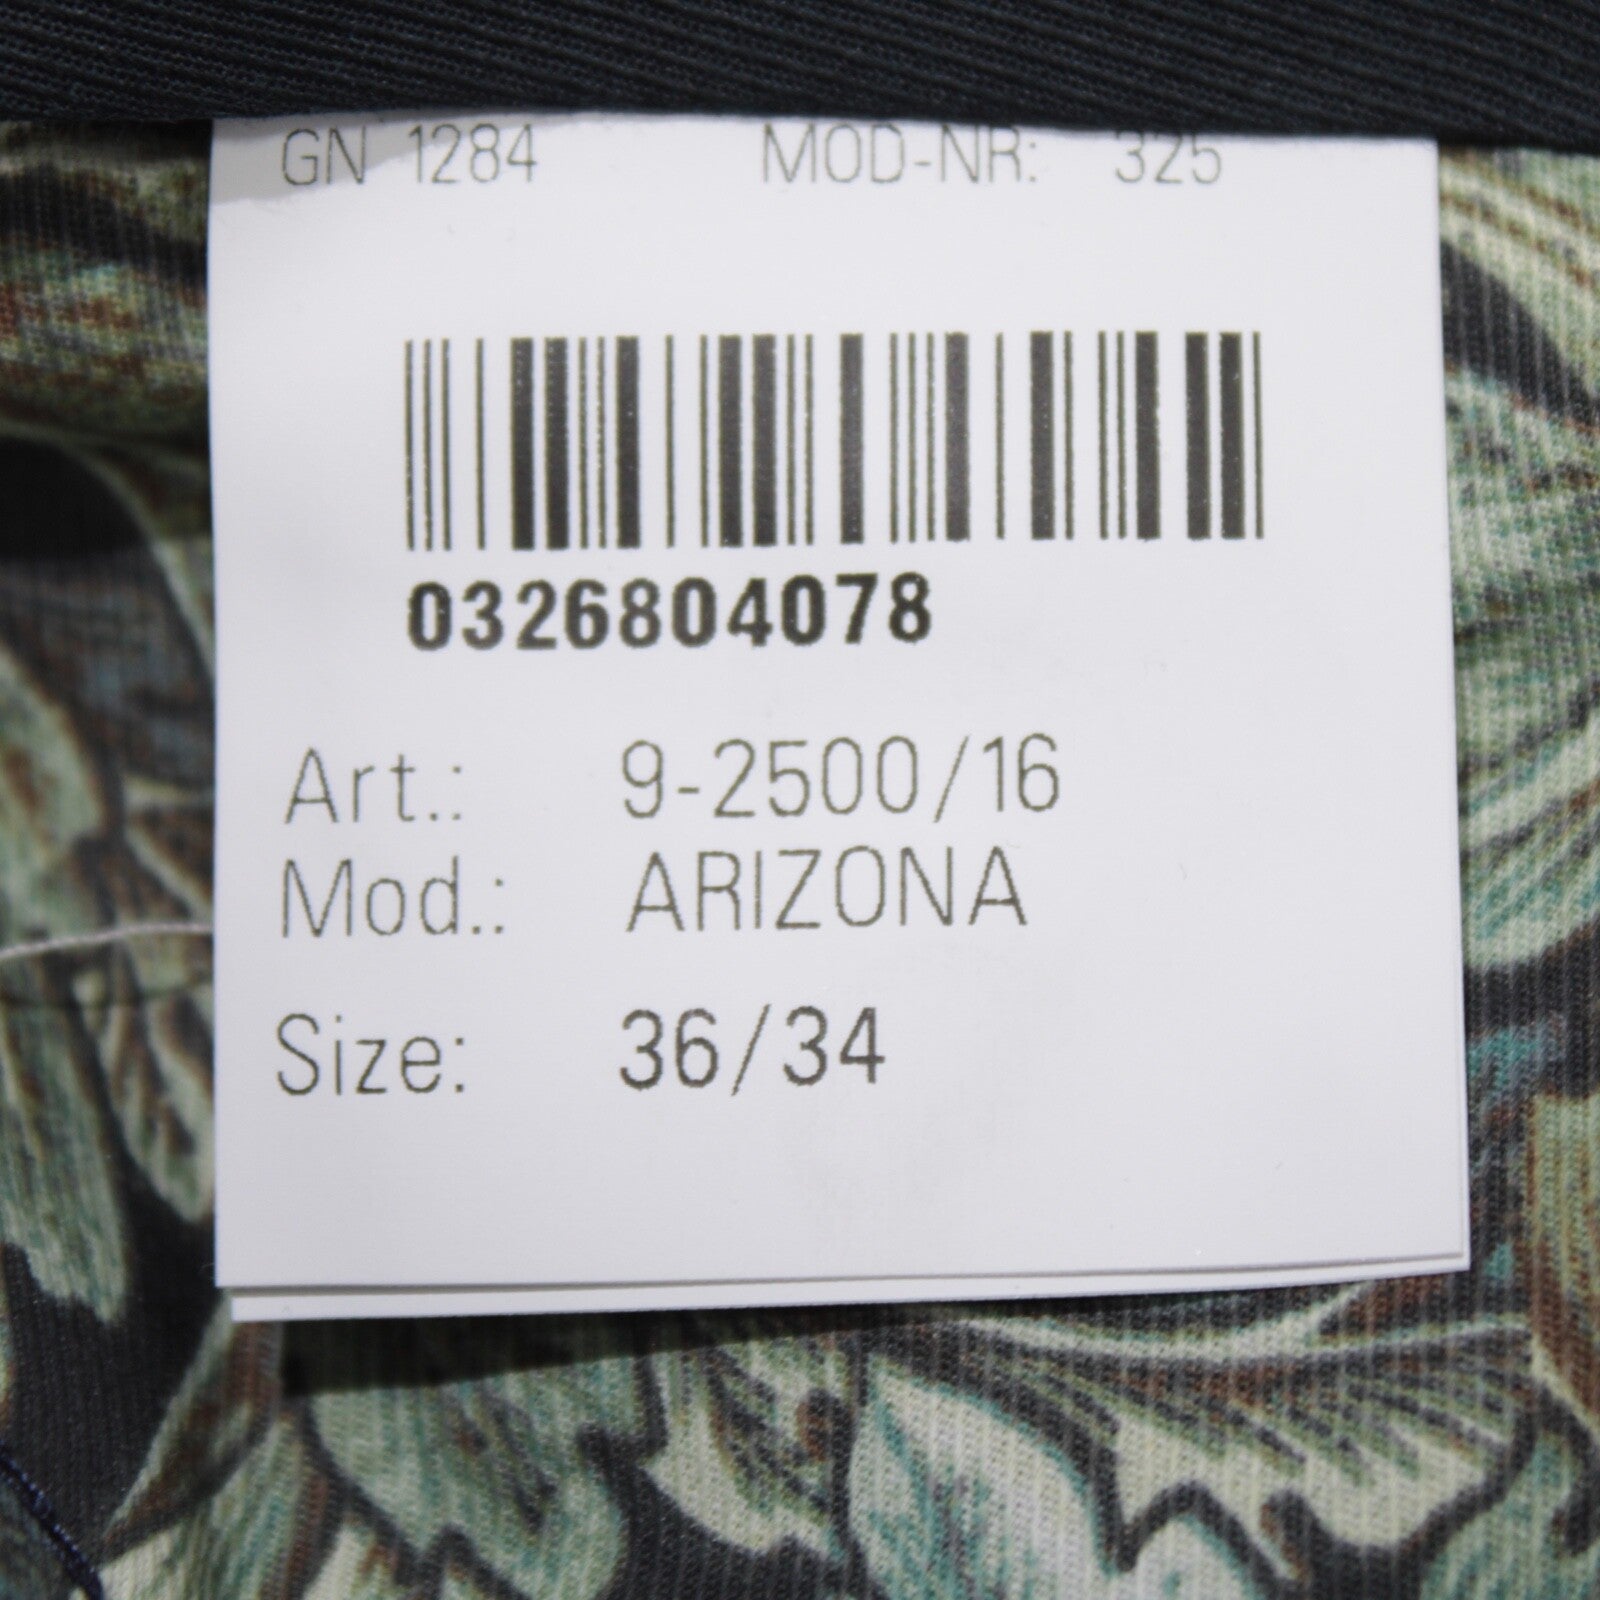 GN 1284 MOD-NR: 325
0326804078
Art.: 9-2500/16
Mod.: ARIZONA
Size: 36/34